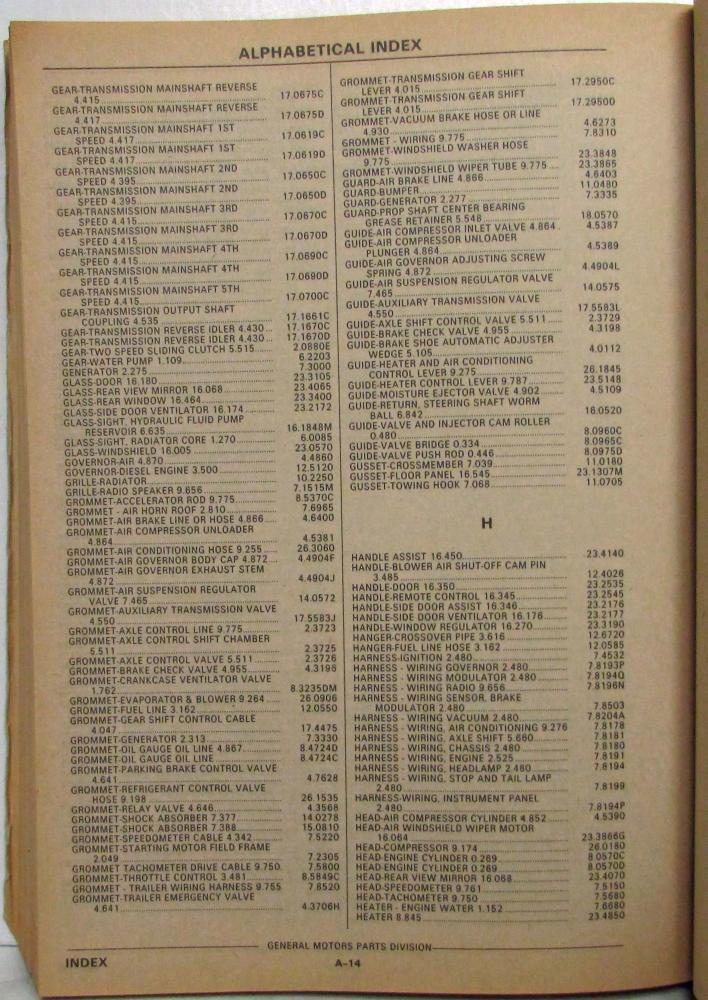 ALPHABETICAL INDEX
GEAR-TRANSMISSION MAINSHAFT REVERSE
4.415 17.0675C
GEAR-TRANSMISSION MAINSHAFT REVERSE
4.417 17.0675D
GEAR-TRANSMISSION MAINSHAFT 1ST
SPEED 4.417 17.0619C
GEAR-TRANSMISSION MAINSHAFT 1ST
SPEED 4.417 17.0619D
GEAR-TRANSMISSION MAINSHAFT 2ND
SPEED 4.395 17.0650C
GEAR-TRANSMISSION MAINSHAFT 2ND
SPEED 4.395 17.0650D
GEAR-TRANSMISSION MAINSHAFT 3RD
SPEED 4.415 17.0670C
GEAR-TRANSMISSION MAINSHAFT 3RD
SPEED 4.415 17.0670D
GEAR-TRANSMISSION MAINSHAFT 4TH
SPEED 4.415 17.0690C
GEAR-TRANSMISSION MAINSHAFT 4TH
SPEED 4.415 17.0690D
GEAR-TRANSMISSION MAINSHAFT 5TH
SPEED 4.415 17.0700C
GEAR-TRANSMISSION OUTPUT SHAFT
COUPLING 4.535 17.1661C
GEAR-TRANSMISSION REVERSE IDLER 4.430 17.1670C
GEAR-TRANSMISSION REVERSE IDLER 4.430 17.1670D
GEAR-TWO SPEED SLIDING CLUTCH 5.515 2.0880E
GEAR-WATER PUMP 1.109 6.2203
GENERATOR 2.275 7.3000
GLASS-DOOR 16.180 23.3105
GLASS-REAR VIEW MIRROR 16.068 23.4065
GLASS-REAR WINDOW 16.464 23.3400
GLASS-SIDE DOOR VENTILATOR 16.174 23.2172
GLASS-SIGHT, HYDRAULIC FLUID PUMP
RESERVOIR 6.635 16.1848M
GLASS-SIGHT, RADIATOR CORE 1.270 6.0085
GLASS-WINDSHIELD 16.005 23.0570
GOVERNOR-AIR 4.870 4.4860
GOVERNOR-DIESEL ENGINE 3.500 12.5120
GRILLE-RADIATOR 10.2250
GRILLE-RADIO SPEAKER 9.656 7.1515M
GROMMET-ACCELERATOR ROD 9.775 8.5370C
GROMMET - AIR HORN ROOF 2.810 7.6965
GROMMET-AIR BRAKE LINE OR HOSE 4.866 4.6400
GROMMET-AIR COMPRESSOR UNLOADER
4.864 4.5381
GROMMET-AIR CONDITIONING HOSE 9.255 26.3060
GROMMET-AIR GOVERNOR BODY CAP 4.872 4.4904F
GROMMET-AIR GOVERNOR EXHAUST STEM
4.872 4.4904J
GROMMET-AIR SUSPENSION REGULATOR
VALVE 7.465 14.0572
GROMMET-AUXILIARY TRANSMISSION VALVE
4.550 17.5583J
GROMMET-AXLE CONTROL LINE 9.775 2.3723
GROMMET-AXLE CONTROL SHIFT CHAMBER
5.511 2.3725
GROMMET-AXLE CONTROL VALVE 5.511 2.3726
GROMMET-BRAKE CHECK VALVE 4.955 4.3198
GROMMET-CRANKCASE VENTILATOR VALVE
1.762 8.3235DM
GROMMET-EVAPORATOR & BLOWER 9.264 26.0906
GROMMET-FUEL LINE 3.162 12.0550
GROMMET-GEAR SHIFT CONTROL CABLE
4.047 17.4475
GROMMET-GENERATOR 2.313 7.3330
GROMMET-OIL GAUGE OIL LINE 4.867 8.4724D
GROMMET-OIL GAUGE OIL LINE 8.4724C
GROMMET-PARKING BRAKE CONTROL VALVE
4.641 4.7628
GROMMET-REFRIGERANT CONTROL VALVE
HOSE 9.198 26.1535
GROMMET-RELAY VALVE 4.646 4.3568
GROMMET-SHOCK ABSORBER 7.377 14.0278
GROMMET-SHOCK ABSORBER 7.388 15.0810
GROMMET-SPEEDOMETER CABLE 4.342 7.5220
GROMMET-STARTING MOTOR FIELD FRAME
2.049 7.2305
GROMMET TACHOMETER DRIVE CABLE 9.750 7.5800
GROMMET-THROTTLE CONTROL 3.481 8.5849C
GROMMET - TRAILER WIRING HARNESS 9.755 7.8520
GROMMET-TRAILER EMERGENCY VALVE
4.641 4.3706H
GROMMET-TRANSMISSION GEAR SHIFT
LEVER 4.015 17.2950C
GROMMET-TRANSMISSION GEAR SHIFT
LEVER 4.015 17.2950D
GROMMET-VACUUM BRAKE HOSE OR LINE
4.930 4.6273
GROMMET - WIRING 9.775 7.8310
GROMMET-WINDSHIELD WASHER HOSE
9.775 23.3848
GROMMET-WINDSHIELD WIPER TUBE 9.775 23.3865
GUARD-AIR BRAKE LINE 4.866 4.6403
GUARD-BUMPER 11.0480
GUARD-GENERATOR 2.277 7.3335
GUARD-PROP SHAFT CENTER BEARING
GREASE RETAINER 5.548 18.0570
GUIDE-AIR COMPRESSOR INLET VALVE 4.864 4.5387
GUIDE-AIR COMPRESSOR UNLOADER
PLUNGER 4.864 4.5389
GUIDE-AIR GOVERNOR ADJUSTING SCREW
SPRING 4.872 4.4904L
GUIDE-AIR SUSPENSION REGULATOR VALVE
7.465 14.0575
GUIDE-AUXILIARY TRANSMISSION VALVE
4.550 17.5583L
GUIDE-AXLE SHIFT CONTROL VALVE 5.511 2.3729
GUIDE-BRAKE CHECK VALVE 4.955 4.3198
GUIDE-BRAKE SHOE AUTOMATIC ADJUSTER
WEDGE 5.105 4.0112
GUIDE-HEATER AND AIR CONDITIONING
CONTROL LEVER 9.275 26.1845
GUIDE-HEATER CONTROL LEVER 9.787 23.5148
GUIDE-MOISTURE EJECTOR VALVE 4.902 4.5109
GUIDE-RETURN, STEERING SHAFT WORM
BALL 6.842 16.0520
GUIDE-VALVE AND INJECTOR CAM ROLLER
0.480 8.0960C
GUIDE-VALVE BRIDGE 0.334 8.0965C
GUIDE-VALVE PUSH ROD 0.446 8.0975D
GUSSET-CROSSMEMBER 7.039 11.0180
GUSSET-FLOOR PANEL 16.545 23.1307M
GUSSET-TOWING HOOK 7.068 11.0705
H
HANDLE ASSIST 16.450 23.4140
HANDLE-BLOWER AIR SHUT-OFF CAM PIN
3.485 12.4026
HANDLE-DOOR 16.350 23.2535
HANDLE-REMOTE CONTROL 16.345 23.2545
HANDLE-SIDE DOOR ASSIST 16.346 23.2176
HANDLE-SIDE DOOR VENTILATOR 16.176 23.2177
HANDLE-WINDOW REGULATOR 16.270 23.3190
HANGER-CROSSOVER PIPE 3.616 12.6720
HANGER-FUEL LINE HOSE 3.162 12.0585
HARNESS-IGNITION 2.480 7.4532
HARNESS - WIRING GOVERNOR 2.480 7.8193P
HARNESS - WIRING MODULATOR 2.480 7.8194Q
HARNESS - WIRING RADIO 9.656 7.8196N
HARNESS - WIRING SENSOR, BRAKE
MODULATOR 2.480 7.8503
HARNESS - WIRING VACUUM 2.480 7.8204A
HARNESS - WIRING, AIR CONDITIONING 9.276 7.8178
HARNESS - WIRING, AXLE SHIFT 5.660 7.8181
HARNESS - WIRING, CHASSIS 2.480 7.8180
HARNESS - WIRING, ENGINE 2.525 7.8191
HARNESS - WIRING, HEADLAMP 2.480 7.8194
HARNESS - WIRING, STOP AND TAIL LAMP
2.480 7.8199
HARNESS-WIRING, INSTRUMENT PANEL
2.480 7.8194P
HEAD-AIR COMPRESSOR CYLINDER 4.852 4.5390
HEAD-AIR WINDSHIELD WIPER MOTOR
16.064 23.3866G
HEAD-COMPRESSOR 9.174 26.0180
HEAD-ENGINE CYLINDER 0.269 8.0570C
HEAD-ENGINE CYLINDER 0.269 8.0570D
HEAD-REAR VIEW MIRROR 16.068 23.4070
HEAD-SPEEDOMETER 9.761 7.5150
HEAD-TACHOMETER 9.750 7.5680
HEATER - ENGINE WATER 1.152 7.6680
HEATER 8.845 23.4850
GENERAL MOTORS PARTS DIVISION
INDEX A-14